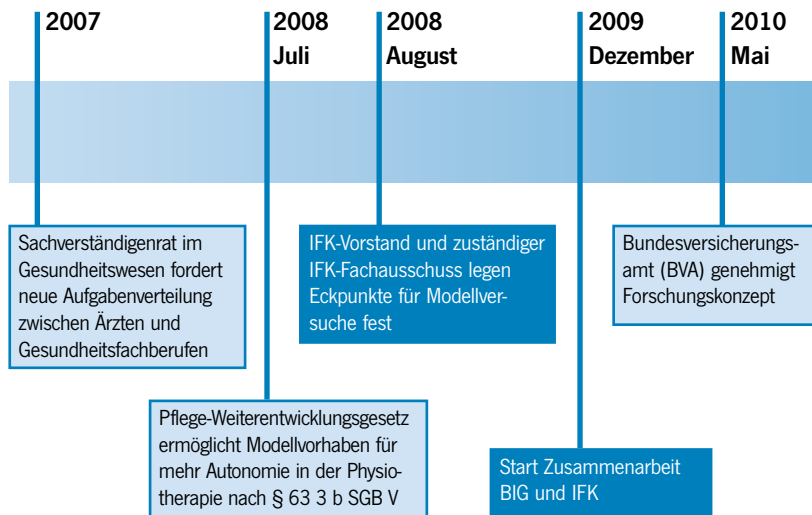 2007
2008
Juli
2008
August
2009
Dezember
2010
Mai
Sachverständigenrat im
Gesundheitswesen fordert
neue Aufgabenverteilung
zwischen Ärzten und
Gesundheitsfachberufen
Pflege-Weiterentwicklungsgesetz
ermöglicht Modellvorhaben für
mehr Autonomie in der Physio-
therapie nach § 63 3 b SGB V
IFK-Vorstand und zuständiger
IFK-Fachausschuss legen
Eckpunkte für Modellver-
suche fest
Start Zusammenarbeit
BIG und IFK
Bundesversicherungs-
amt (BVA) genehmigt
Forschungskonzept